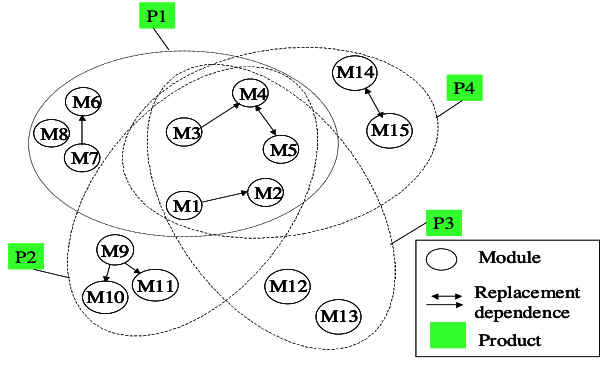 P1
M14
P4
M6
M4
M8
M3
M15
M7
M5
M1
M2
P3
M9
P2
M11
M10
M12
M13
Module
Replacement
dependence
Product